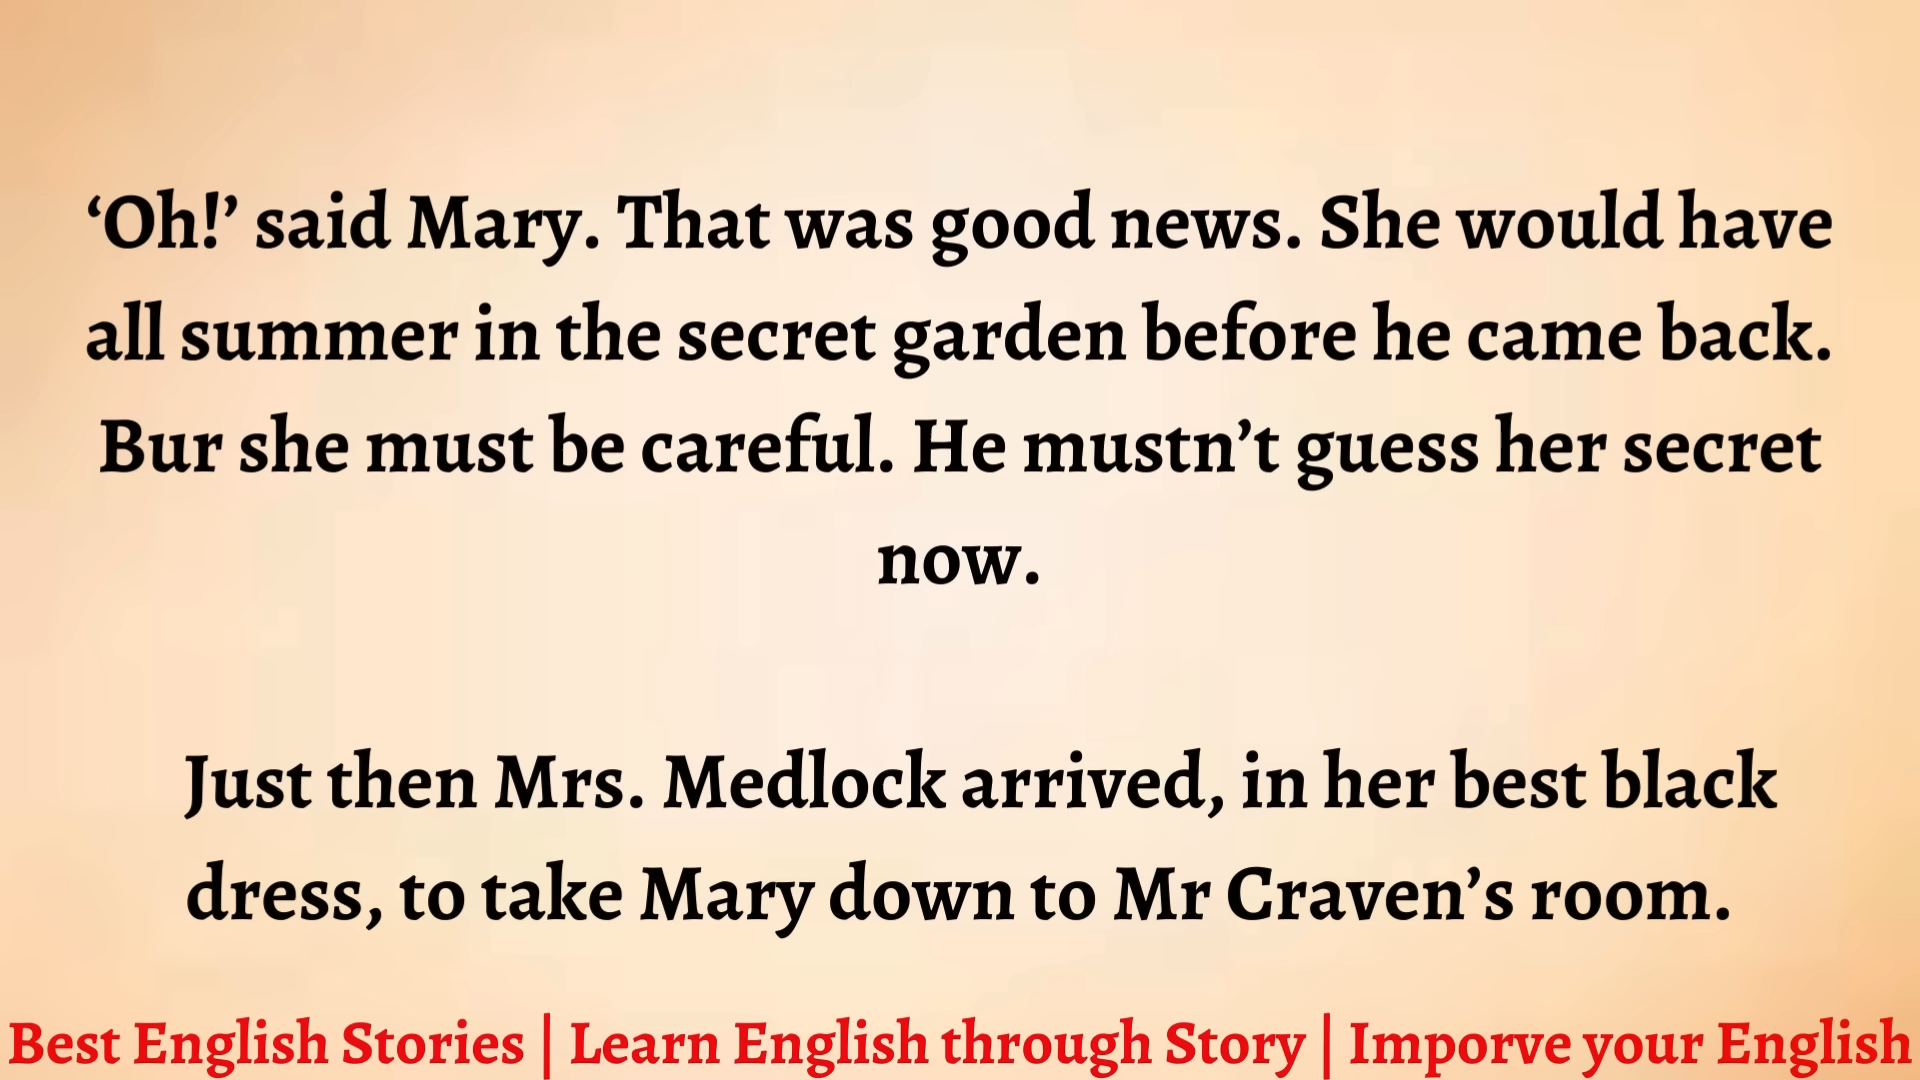 ‘Oh!’ said Mary. That was good news. She would have
all summer in the secret garden before he came back.
Bur she must be careful. He mustn’t guess her secret
now.
Just then Mrs. Medlock arrived, in her best black
dress, to take Mary down to Mr Craven’s room.
Best English Stories | Learn English through Story | Imporve your English